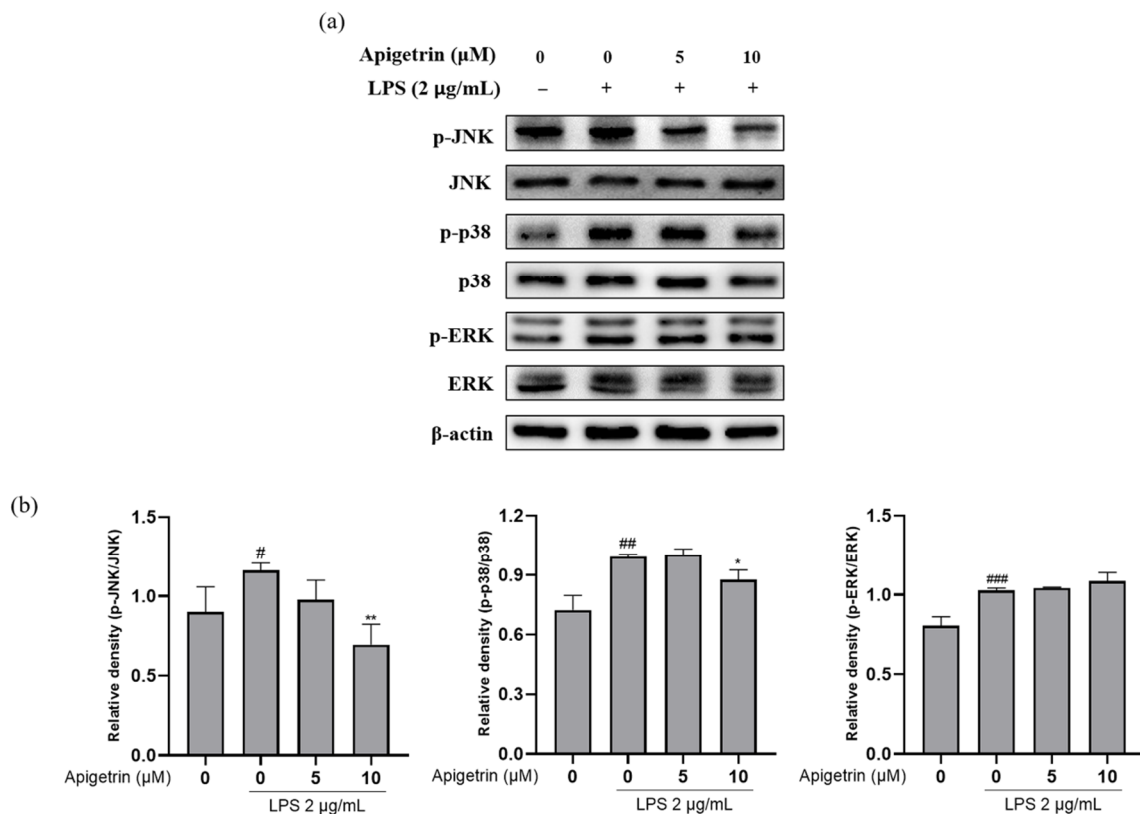 (a)
Apigetrin (μM) 0 0 5 10
LPS (2 μg/mL) – + + +
p-JNK
JNK
p-p38
p38
p-ERK
ERK
β-actin
(b)
Relative density (p-JNK/JNK)
1.5
1.0
0.5
0.0
#
**
Apigetrin (μM) 0 0 5 10
LPS 2 μg/mL
Relative density (p-p38/p38)
1.2
0.9
0.6
0.3
0.0
##
*
Apigetrin (μM) 0 0 5 10
LPS 2 μg/mL
Relative density (p-ERK/ERK)
1.5
1.0
0.5
0.0
###
Apigetrin (μM) 0 0 5 10
LPS 2 μg/mL